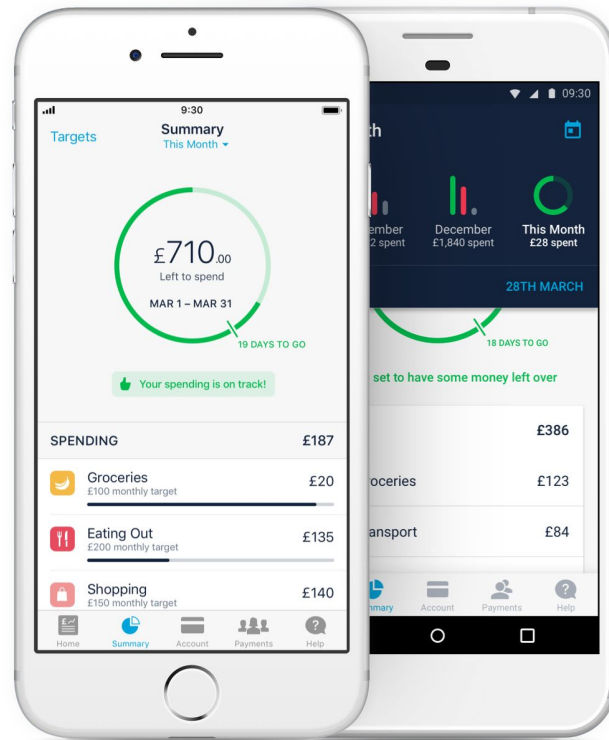 9:30
Targets
Summary
This Month
£710.00
Left to spend
MAR 1 – MAR 31
19 DAYS TO GO
Your spending is on track!
SPENDING £187
Groceries £20
£100 monthly target
Eating Out £135
£200 monthly target
Shopping £140
£150 monthly target
Home Summary Account Payments Help
09:30
th
ember December This Month
2 spent £1,840 spent £28 spent
28TH MARCH
18 DAYS TO GO
set to have some money left over
£386
oceries £123
ansport £84
mmary Account Payments Help